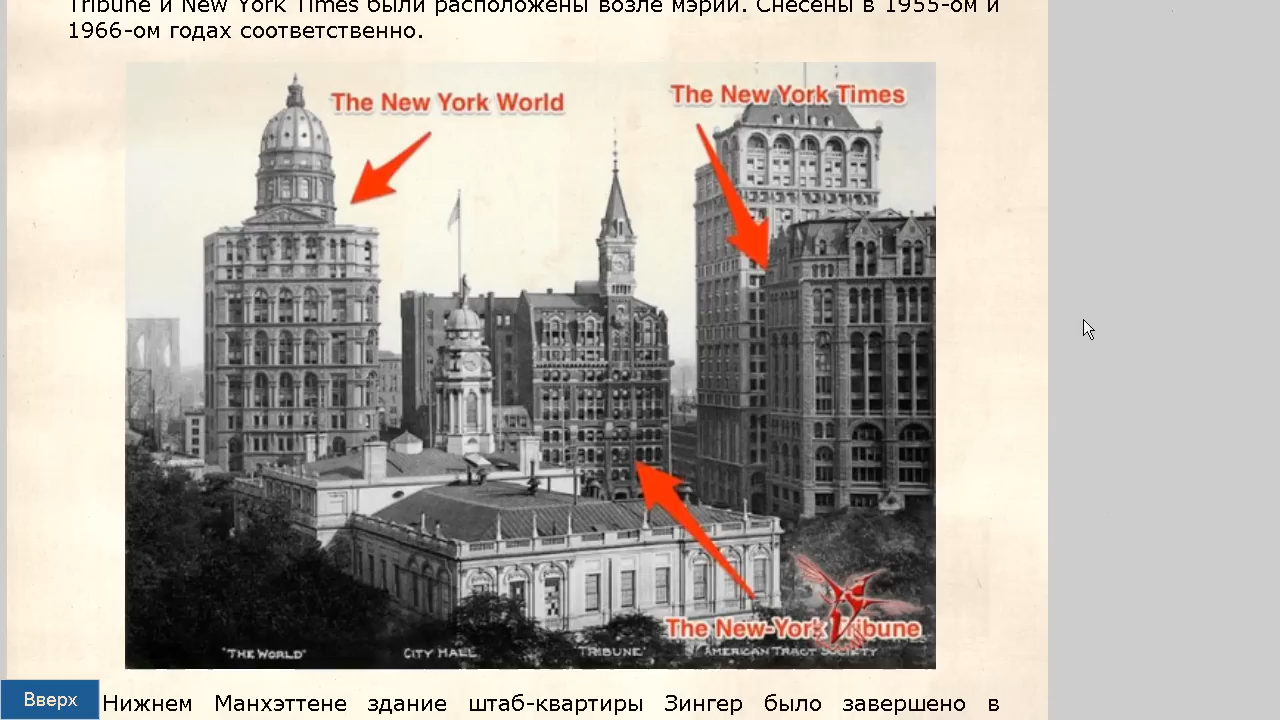 Tribune и New York Times были расположены возле мэрии. Снесены в 1955-ом и
1966-ом годах соответственно.
The New York World
The New York Times
The New-York Tribune
"THE WORLD"
CITY HALL
"TRIBUNE"
AMERICAN TRACT SOCIETY
Вверх
Нижнем Манхэттене здание штаб-квартиры Зингер было завершено в